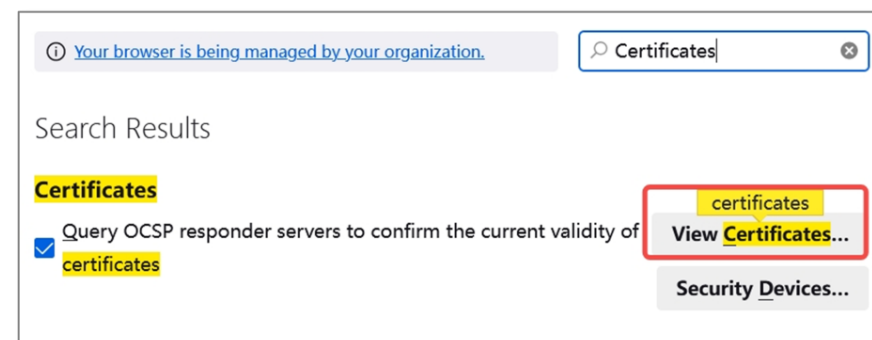 Your browser is being managed by your organization.
Certificates
Search Results
Certificates
certificates
Query OCSP responder servers to confirm the current validity of
certificates
View Certificates...
Security Devices...